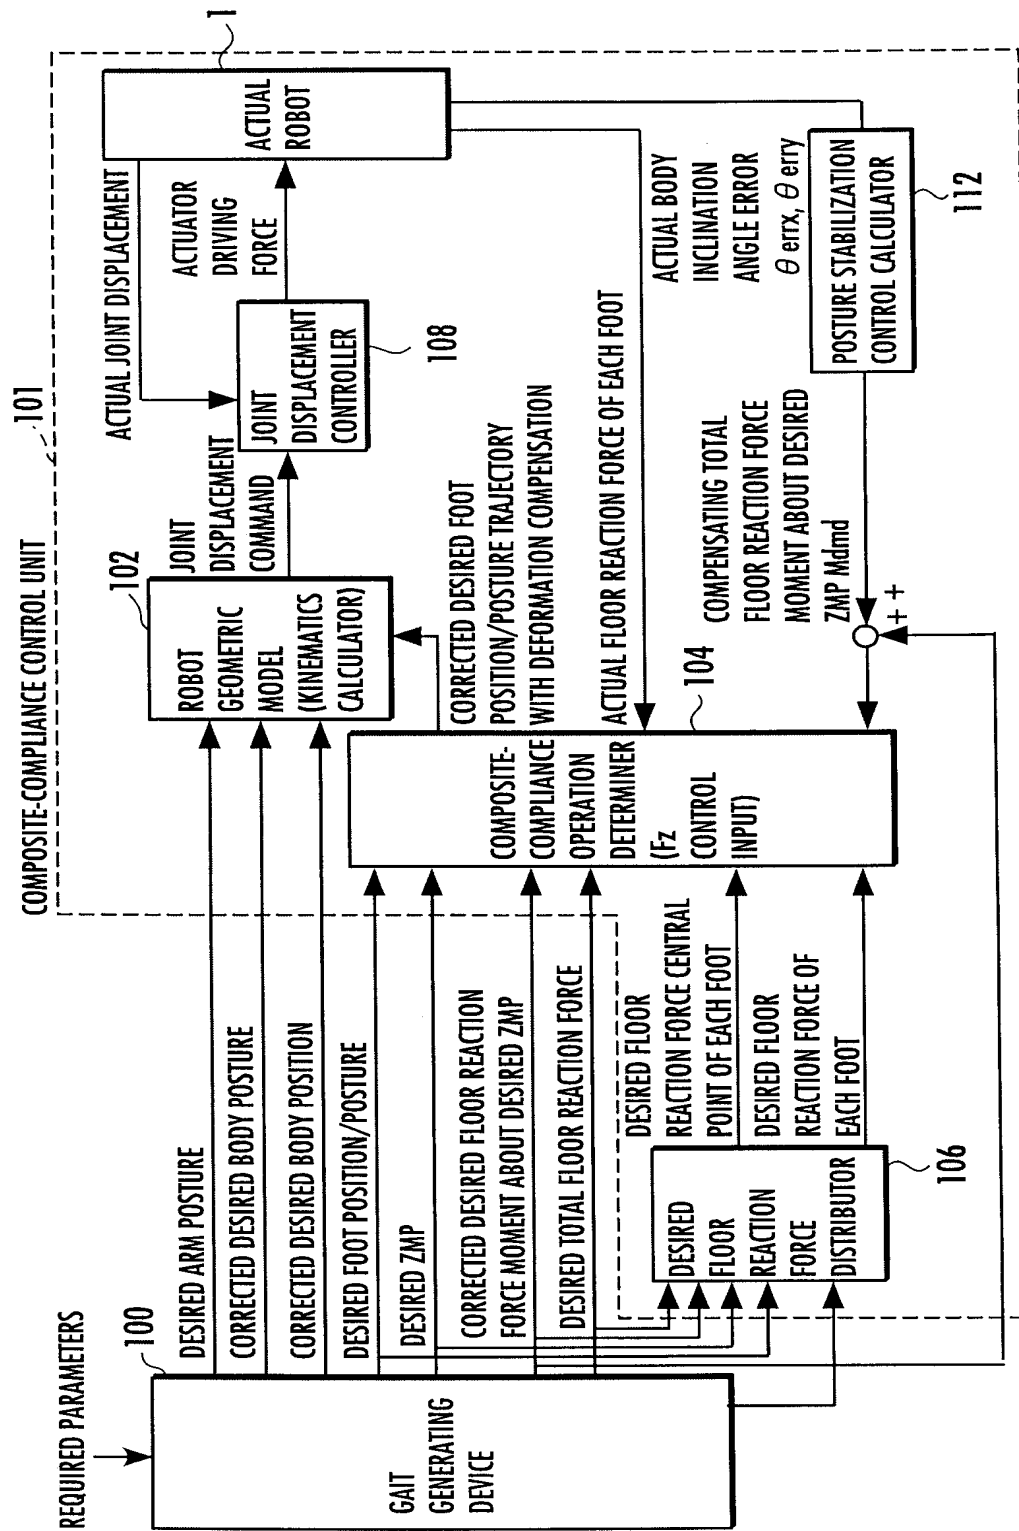 REQUIRED PARAMETERS
100
GAIT
GENERATING
DEVICE
DESIRED ARM POSTURE
CORRECTED DESIRED BODY POSTURE
CORRECTED DESIRED BODY POSITION
DESIRED FOOT POSITION/POSTURE
DESIRED ZMP
CORRECTED DESIRED FLOOR REACTION
FORCE MOMENT ABOUT DESIRED ZMP
DESIRED TOTAL FLOOR REACTION FORCE
DESIRED
FLOOR
REACTION
FORCE
DISTRIBUTOR
106
DESIRED FLOOR
REACTION FORCE CENTRAL
POINT OF EACH FOOT
DESIRED FLOOR
REACTION FORCE OF
EACH FOOT
COMPOSITE-COMPLIANCE CONTROL UNIT
101
102
ROBOT
GEOMETRIC
MODEL
(KINEMATICS
CALCULATOR)
COMPOSITE-
COMPLIANCE
OPERATION
DETERMINER
(Fz
CONTROL
INPUT)
104
JOINT
DISPLACEMENT
COMMAND
CORRECTED DESIRED FOOT
POSITION/POSTURE TRAJECTORY
WITH DEFORMATION COMPENSATION
ACTUAL FLOOR REACTION FORCE OF EACH FOOT
COMPENSATING TOTAL
FLOOR REACTION FORCE
MOMENT ABOUT DESIRED
ZMP Mdmd
+ +
ACTUAL JOINT DISPLACEMENT
JOINT
DISPLACEMENT
CONTROLLER
108
ACTUATOR
DRIVING
FORCE
ACTUAL
ROBOT
1
ACTUAL BODY
INCLINATION
ANGLE ERROR
θ errx, θ erry
POSTURE STABILIZATION
CONTROL CALCULATOR
112